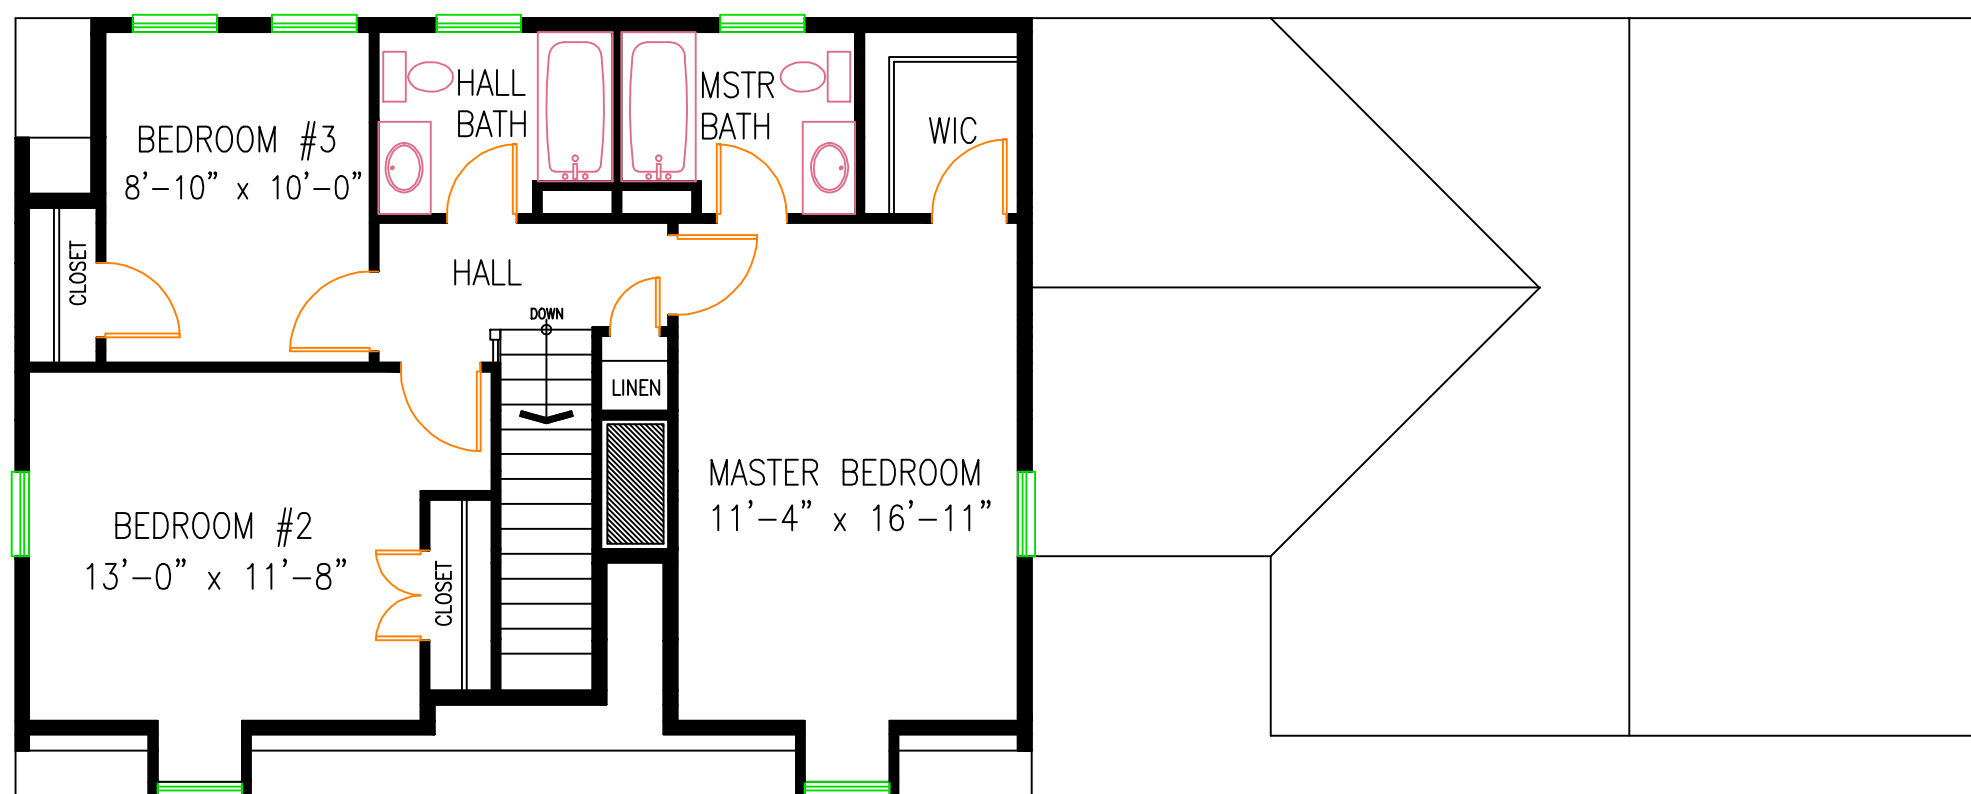 HALL
BATH
MSTR
BATH
BEDROOM #3
8'-10" x 10'-0"
WIC
CLOSET
HALL
DOWN
LINEN
MASTER BEDROOM
11'-4" x 16'-11"
BEDROOM #2
13'-0" x 11'-8"
CLOSET